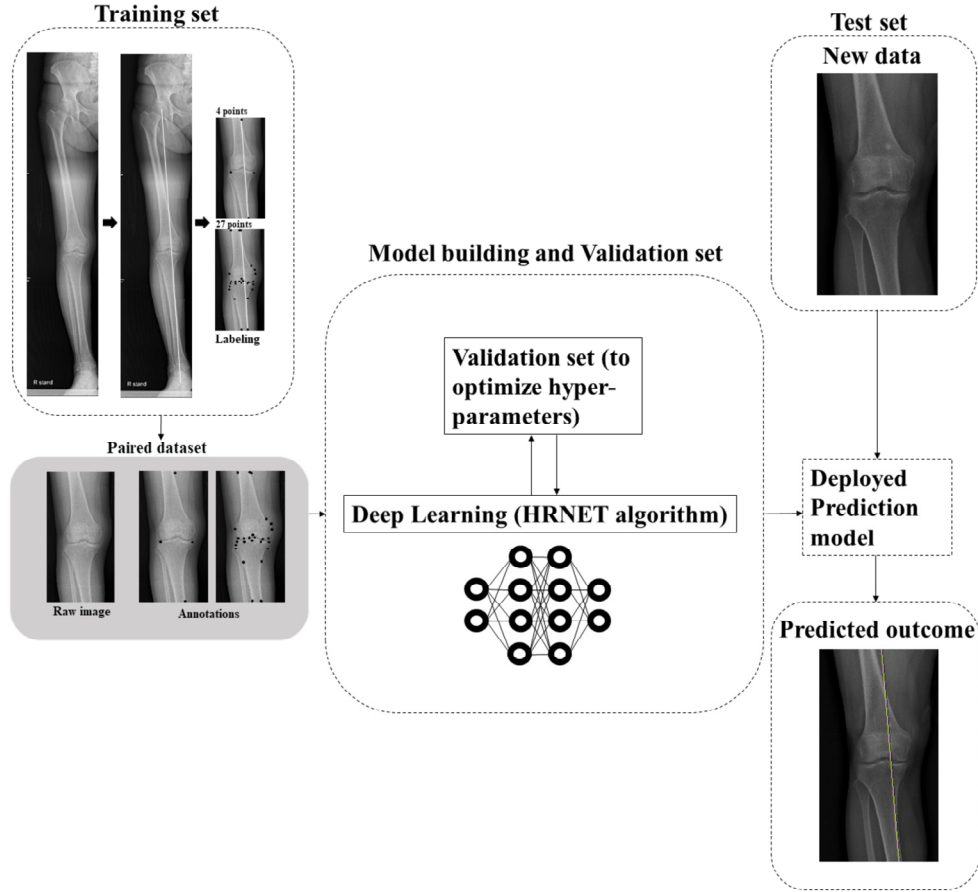 Training set
4 points
27 points
Labeling
R stand
R stand
Paired dataset
Raw image
Annotations
Model building and Validation set
Validation set (to
optimize hyper-
parameters)
Deep Learning (HRNET algorithm)
Test set
New data
Deployed
Prediction
model
Predicted outcome